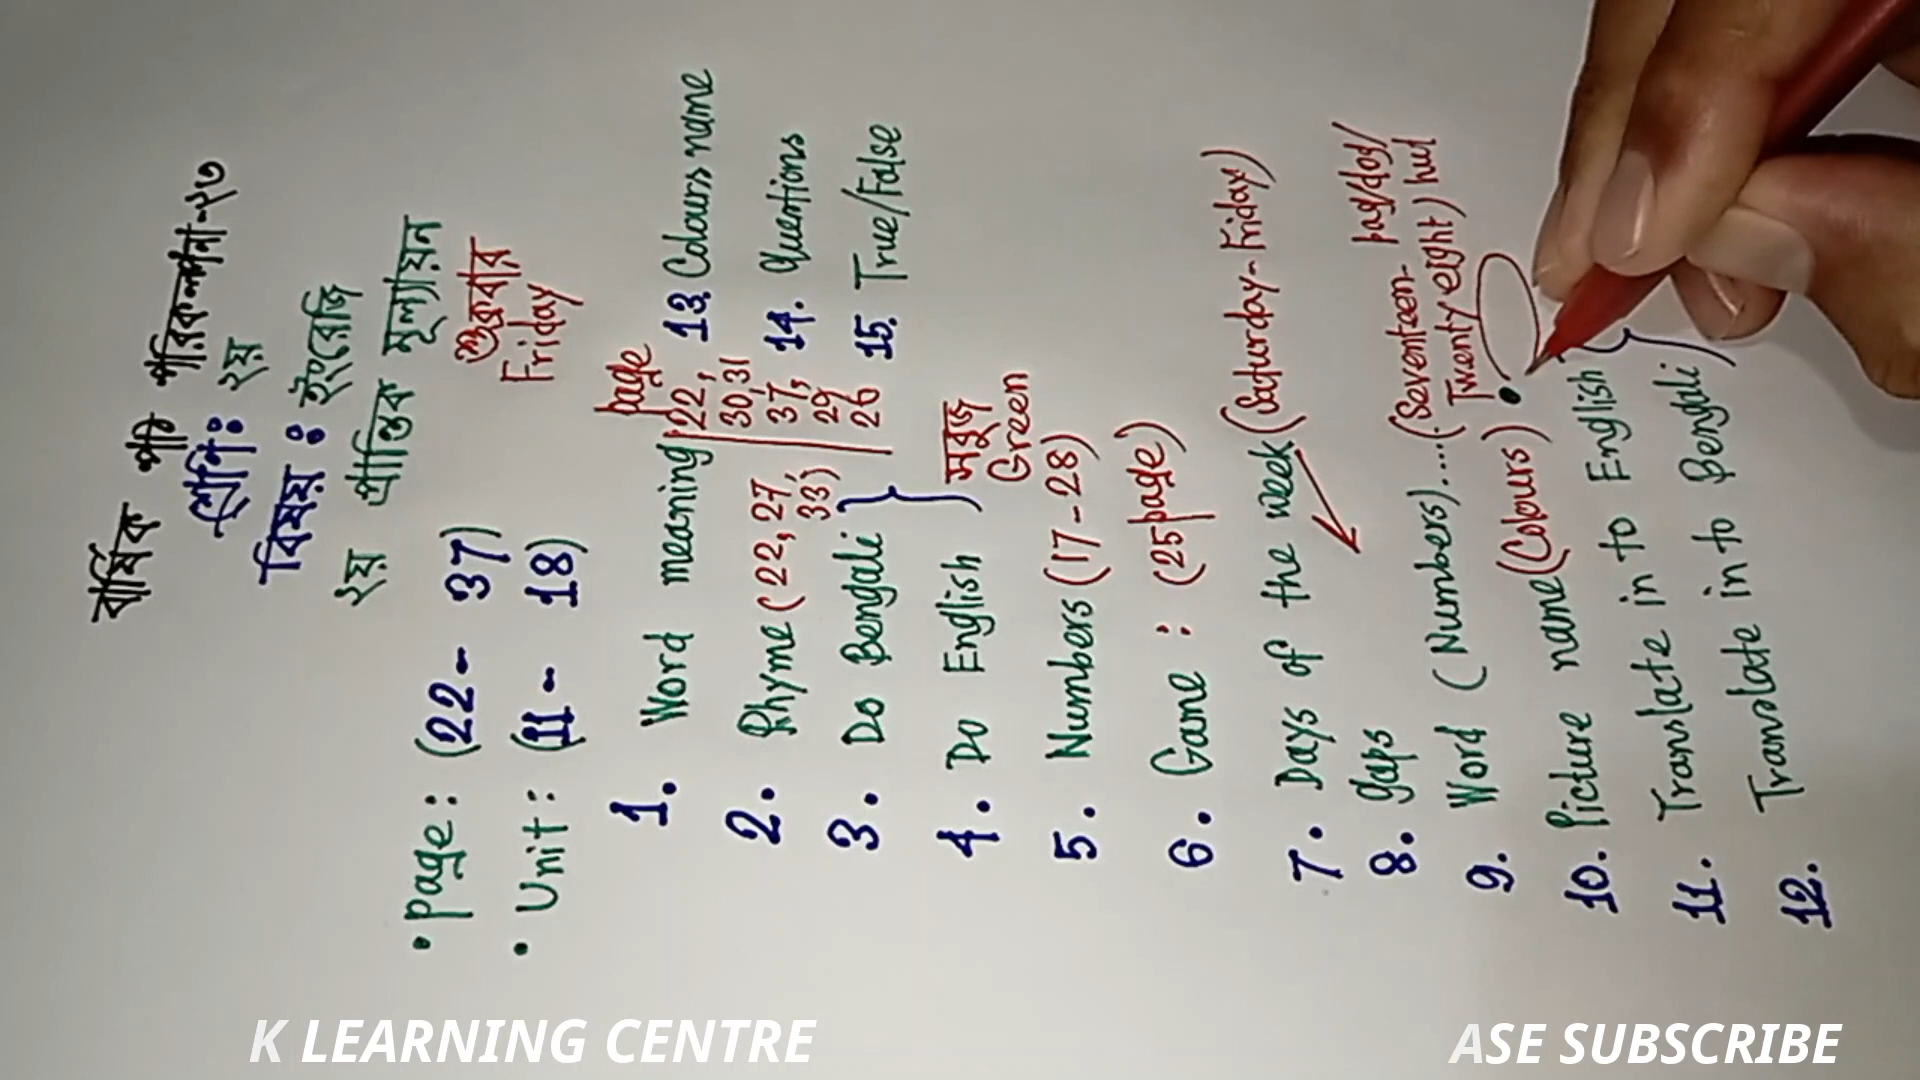 বার্ষিক পাঠ পরিকল্পনা-২৩
শ্রেণি: ২য়
বিষয়: ইংরেজি
২য় প্রান্তিক মূল্যায়ন
• page: (22- 37)
শুক্রবার
Friday
• Unit: (11- 18)
page
1. Word meaning 22, 30,31 37, 29 26
2. Rhyme (22, 27, 33)
3. Do Bengali
4. Do English
সবুজ
Green
5. Numbers (17-28)
6. Game : (25 page)
7. Days of the week (Saturday-Friday)
8. gaps
9. Word (Numbers).....(Seventeen- Twenty eight)
10. Picture name (Colours)
11. Translate in to English
12. Translate in to Bengali
13. Colours name
14. Questions
15. True/False
K LEARNING CENTRE
ASE SUBSCRIBE